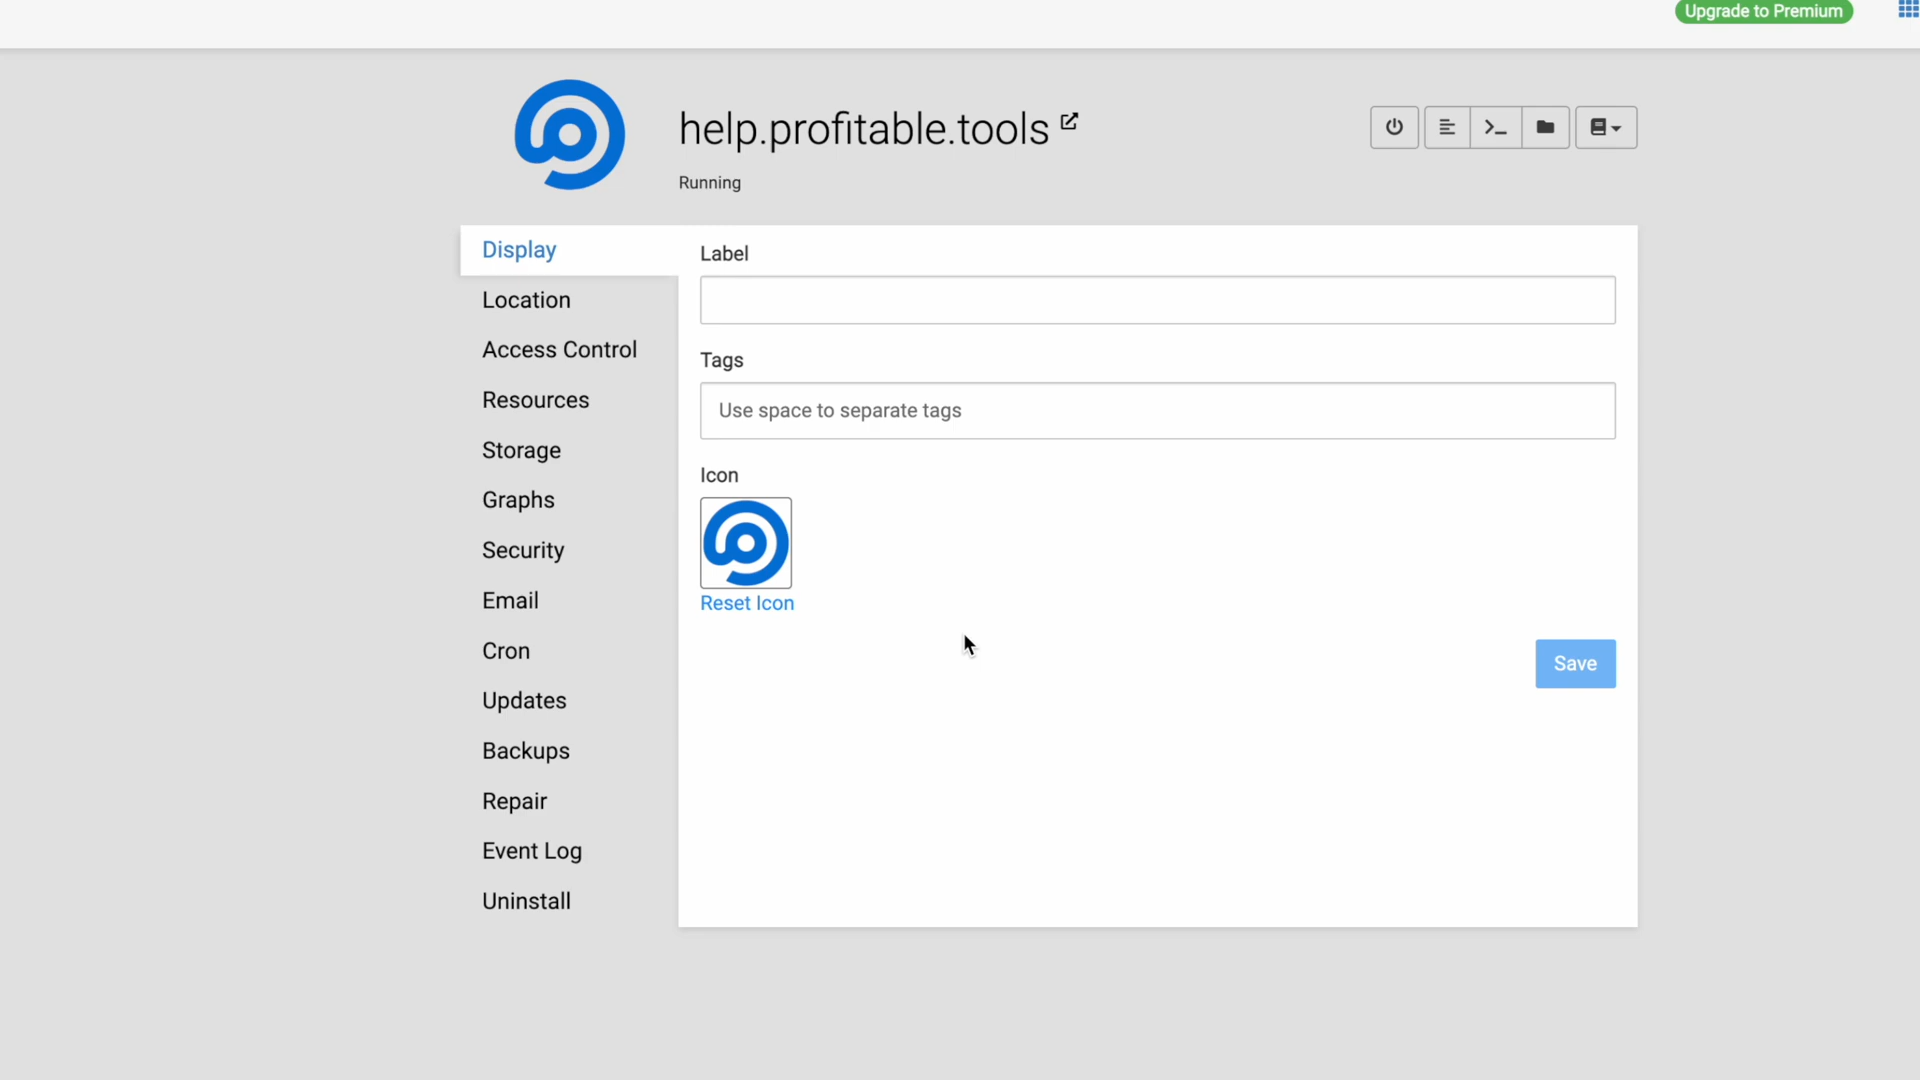 Upgrade to Premium
help.profitable.tools
Running
Display
Location
Access Control
Resources
Storage
Graphs
Security
Email
Cron
Updates
Backups
Repair
Event Log
Uninstall
Label
Tags
Use space to separate tags
Icon
Reset Icon
Save